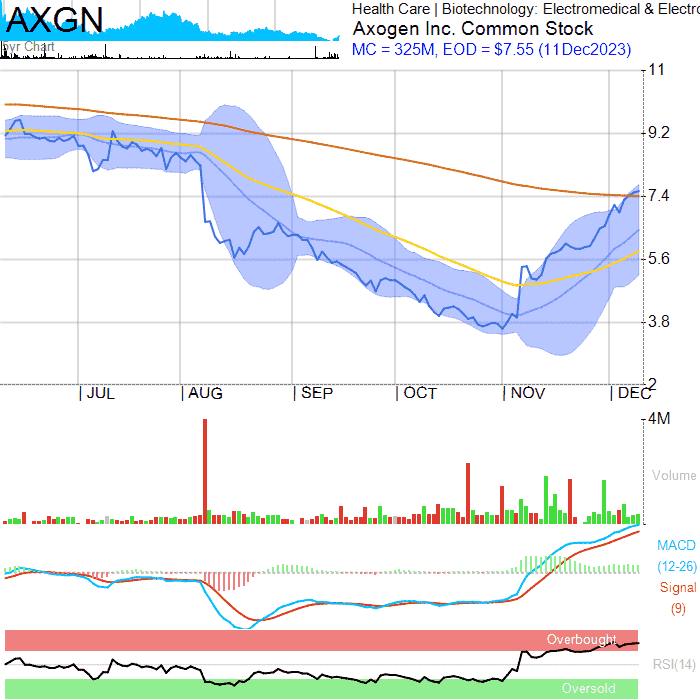 AXGN
5yr Chart
Health Care | Biotechnology: Electromedical & Electro
Axogen Inc. Common Stock
MC = 325M, EOD = $7.55 (11Dec2023)
11
9.2
7.4
5.6
3.8
2
JUL
AUG
SEP
OCT
NOV
DEC
4M
Volume
MACD
(12-26)
Signal
(9)
Overbought
RSI(14)
Oversold